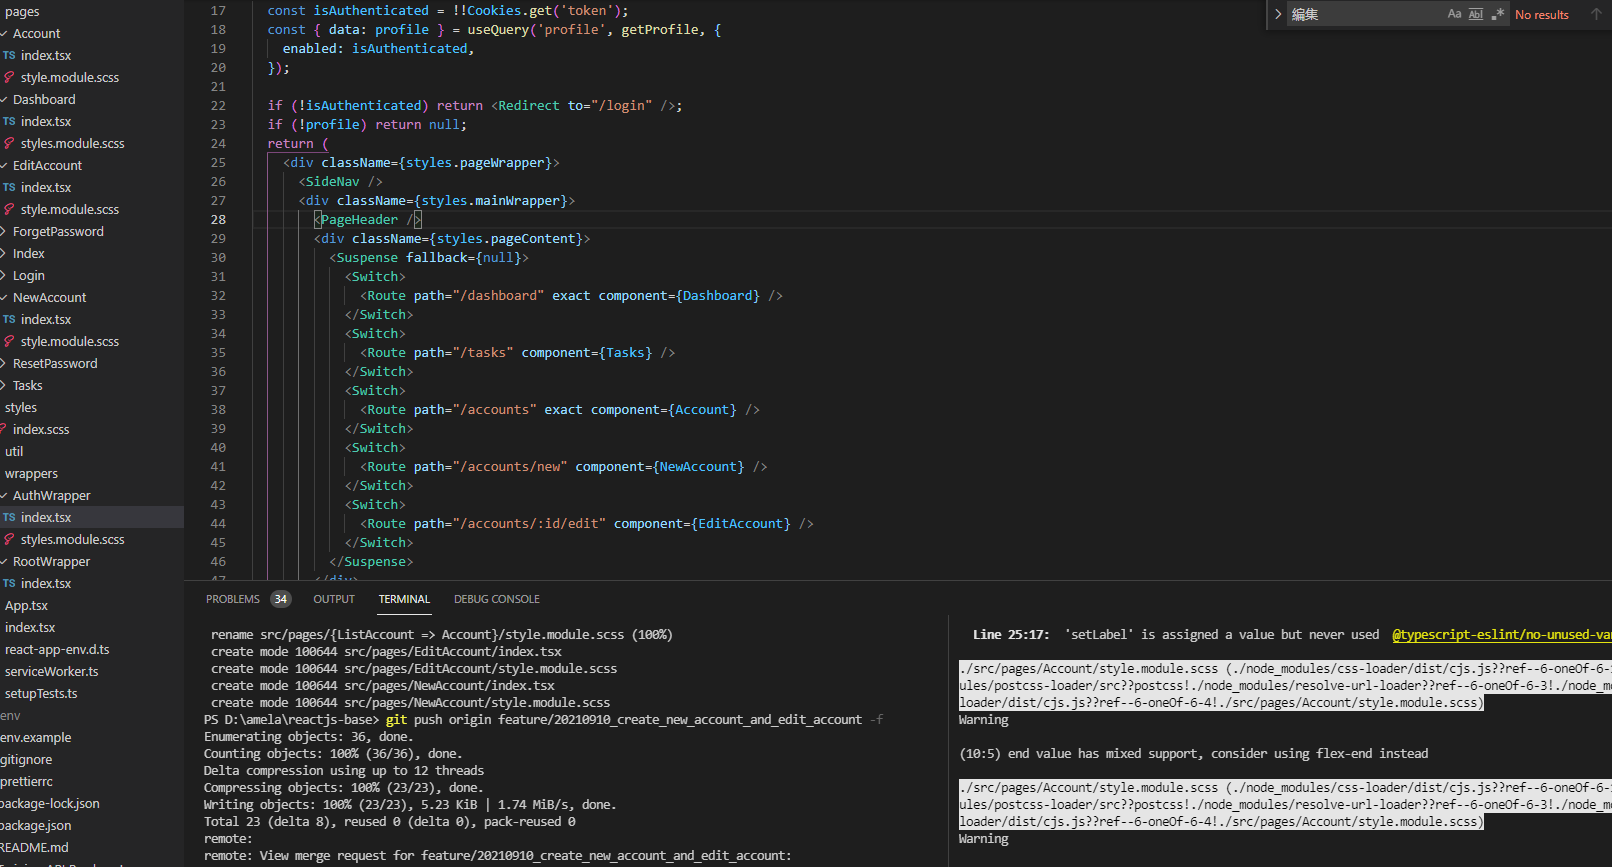 pages
Account
TS index.tsx
style.module.scss
Dashboard
TS index.tsx
styles.module.scss
EditAccount
TS index.tsx
style.module.scss
ForgetPassword
Index
Login
NewAccount
TS index.tsx
style.module.scss
ResetPassword
Tasks
styles
index.scss
util
wrappers
AuthWrapper
TS index.tsx
styles.module.scss
RootWrapper
TS index.tsx
App.tsx
index.tsx
react-app-env.d.ts
serviceWorker.ts
setupTests.ts
env
env.example
gitignore
prettierrc
package-lock.json
package.json
README.md
編集 Aa Abl .* No results
17 const isAuthenticated = !!Cookies.get('token');
18 const { data: profile } = useQuery('profile', getProfile, {
19 enabled: isAuthenticated,
20 });
21
22 if (!isAuthenticated) return <Redirect to="/login" />;
23 if (!profile) return null;
24 return (
25 <div className={styles.pageWrapper}>
26 <SideNav />
27 <div className={styles.mainWrapper}>
28 <PageHeader />
29 <div className={styles.pageContent}>
30 <Suspense fallback={null}>
31 <Switch>
32 <Route path="/dashboard" exact component={Dashboard} />
33 </Switch>
34 <Switch>
35 <Route path="/tasks" component={Tasks} />
36 </Switch>
37 <Switch>
38 <Route path="/accounts" exact component={Account} />
39 </Switch>
40 <Switch>
41 <Route path="/accounts/new" component={NewAccount} />
42 </Switch>
43 <Switch>
44 <Route path="/accounts/:id/edit" component={EditAccount} />
45 </Switch>
46 </Suspense>
47 </div>
PROBLEMS 34 OUTPUT TERMINAL DEBUG CONSOLE
rename src/pages/{ListAccount => Account}/style.module.scss (100%)
create mode 100644 src/pages/EditAccount/index.tsx
create mode 100644 src/pages/EditAccount/style.module.scss
create mode 100644 src/pages/NewAccount/index.tsx
create mode 100644 src/pages/NewAccount/style.module.scss
PS D:\amela\reactjs-base> git push origin feature/20210910_create_new_account_and_edit_account -f
Enumerating objects: 36, done.
Counting objects: 100% (36/36), done.
Delta compression using up to 12 threads
Compressing objects: 100% (23/23), done.
Writing objects: 100% (23/23), 5.23 KiB | 1.74 MiB/s, done.
Total 23 (delta 8), reused 0 (delta 0), pack-reused 0
remote:
remote: View merge request for feature/20210910_create_new_account_and_edit_account:
Line 25:17: 'setLabel' is assigned a value but never used @typescript-eslint/no-unused-va
./src/pages/Account/style.module.scss (./node_modules/css-loader/dist/cjs.js??ref--6-oneOf-6-
ules/postcss-loader/src??postcss!./node_modules/resolve-url-loader??ref--6-oneOf-6-3!./node_mo
loader/dist/cjs.js??ref--6-oneOf-6-4!./src/pages/Account/style.module.scss)
Warning
(10:5) end value has mixed support, consider using flex-end instead
./src/pages/Account/style.module.scss (./node_modules/css-loader/dist/cjs.js??ref--6-oneOf-6-
ules/postcss-loader/src??postcss!./node_modules/resolve-url-loader??ref--6-oneOf-6-3!./node_mo
loader/dist/cjs.js??ref--6-oneOf-6-4!./src/pages/Account/style.module.scss)
Warning